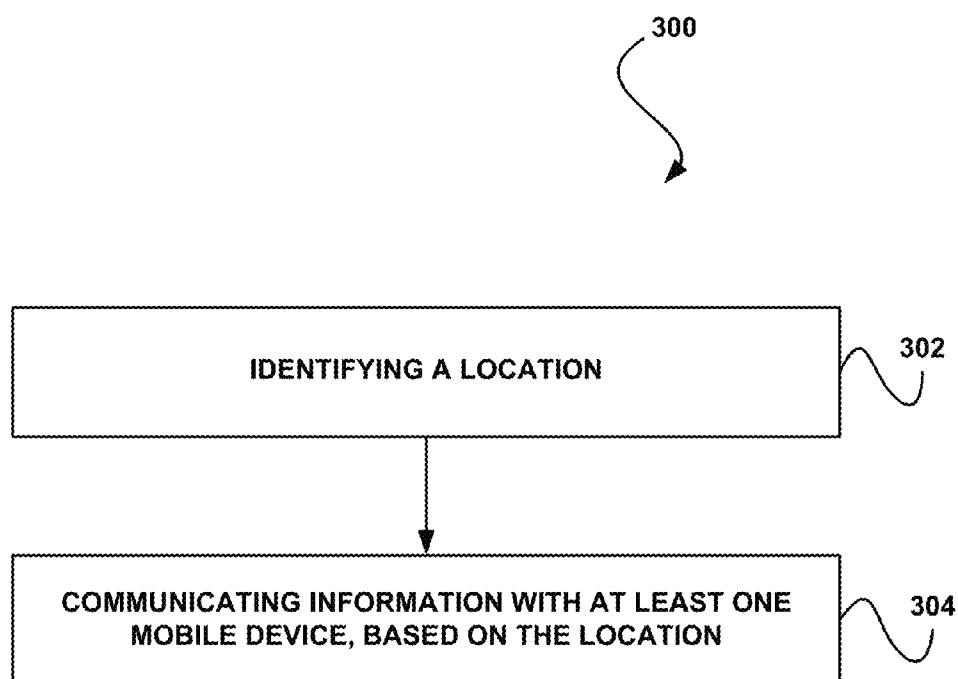 300
IDENTIFYING A LOCATION
302
COMMUNICATING INFORMATION WITH AT LEAST ONE
MOBILE DEVICE, BASED ON THE LOCATION
304